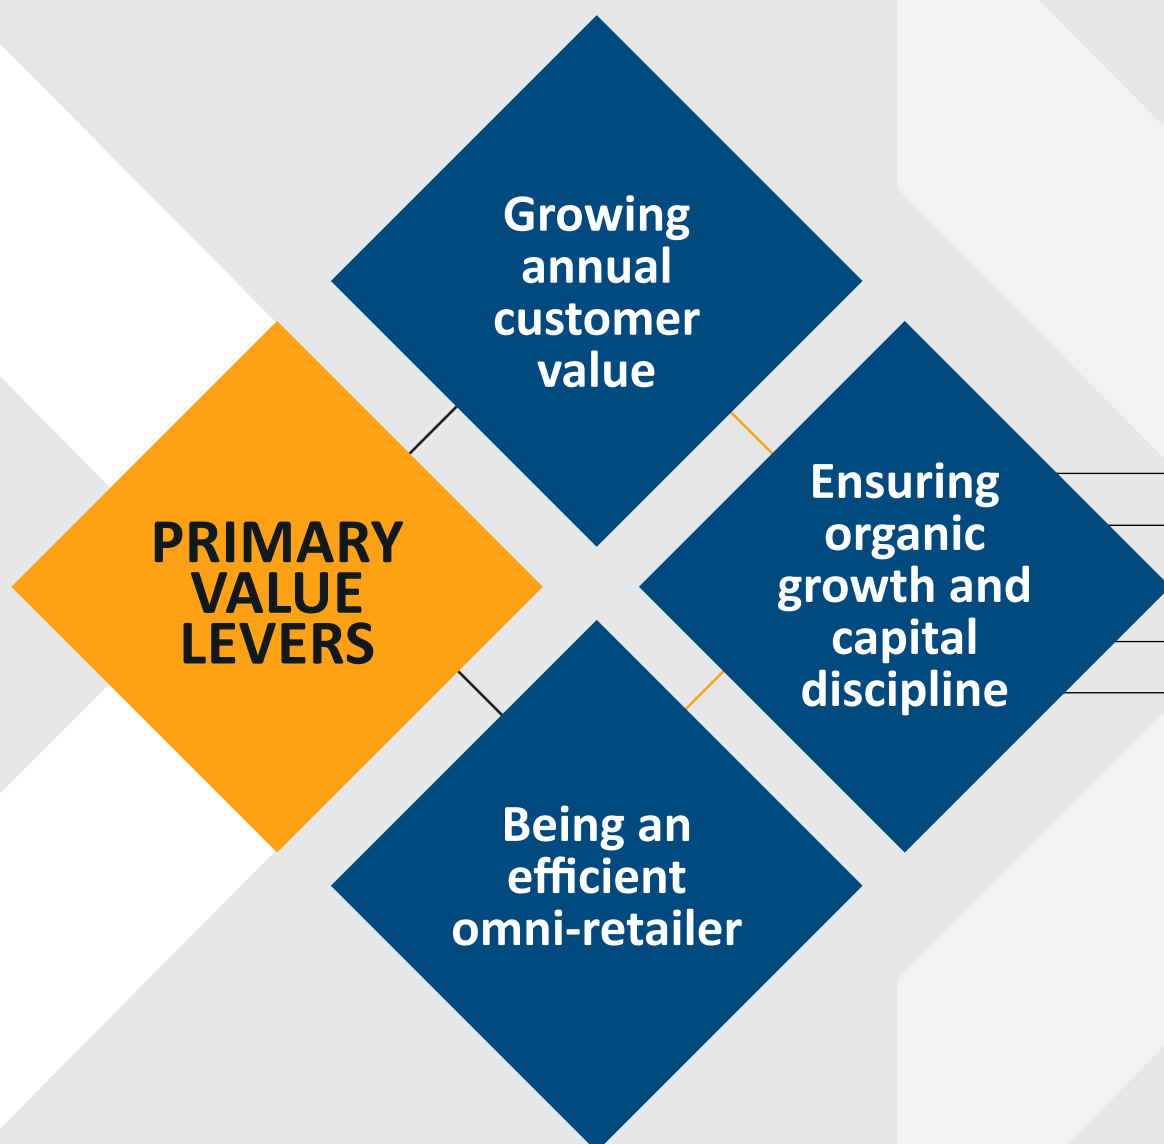 Growing
annual
customer
value
PRIMARY
VALUE
LEVERS
Ensuring
organic
growth and
capital
discipline
Being an
efficient
omni-retailer